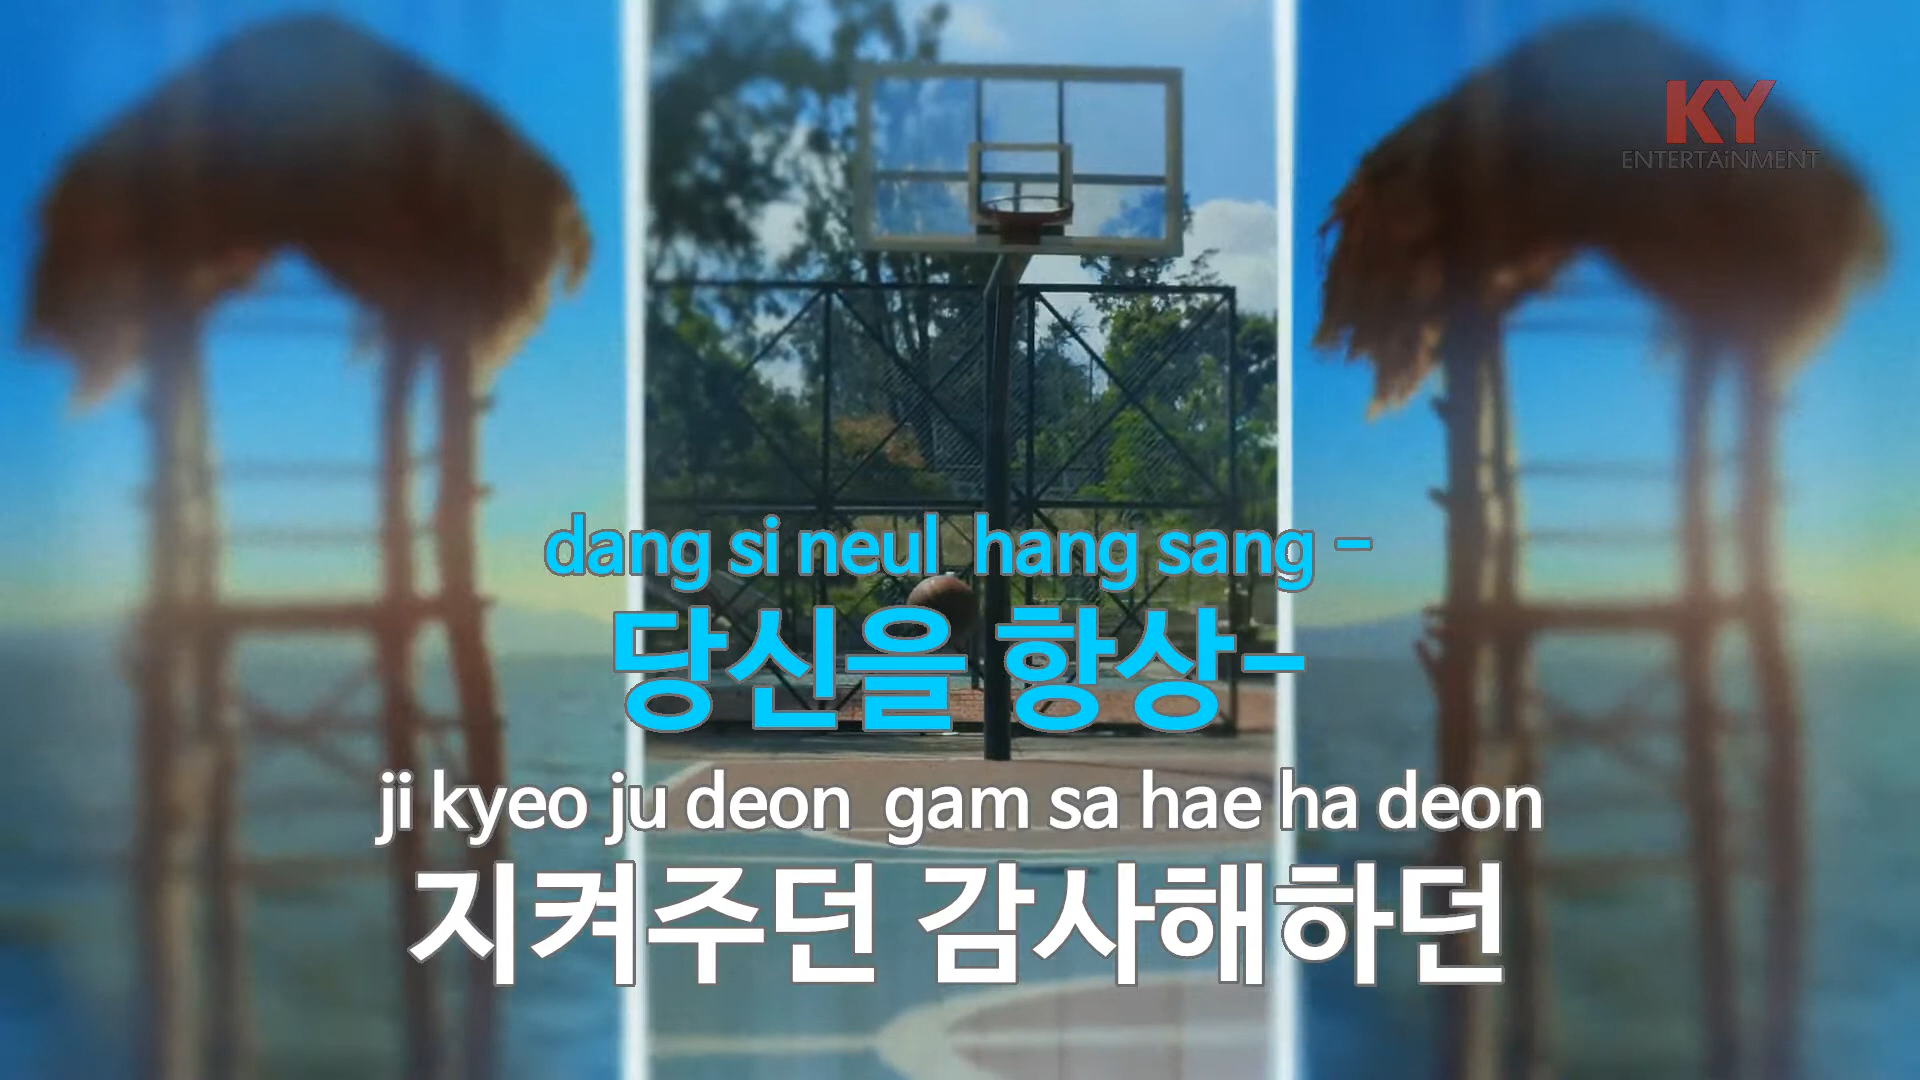 KY
ENTERTAiNMENT
dang si neul hang sang -
당신을 항상-
ji kyeo ju deon gam sa hae ha deon
지켜주던 감사해하던